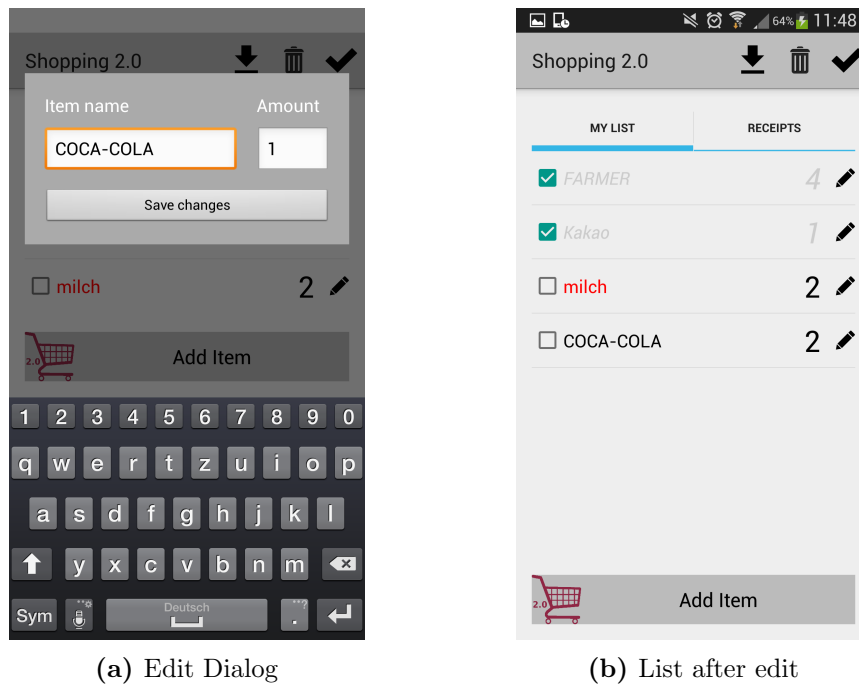 Shopping 2.0
Item name Amount
COCA-COLA 1
Save changes
milch 2
2.0 Add Item
1 2 3 4 5 6 7 8 9 0
q w e r t z u i o p
a s d f g h j k l
y x c v b n m
Sym Deutsch ...? .
(a) Edit Dialog
64% 11:48
Shopping 2.0
MY LIST RECEIPTS
FARMER 4
Kakao 1
milch 2
COCA-COLA 2
2.0 Add Item
(b) List after edit